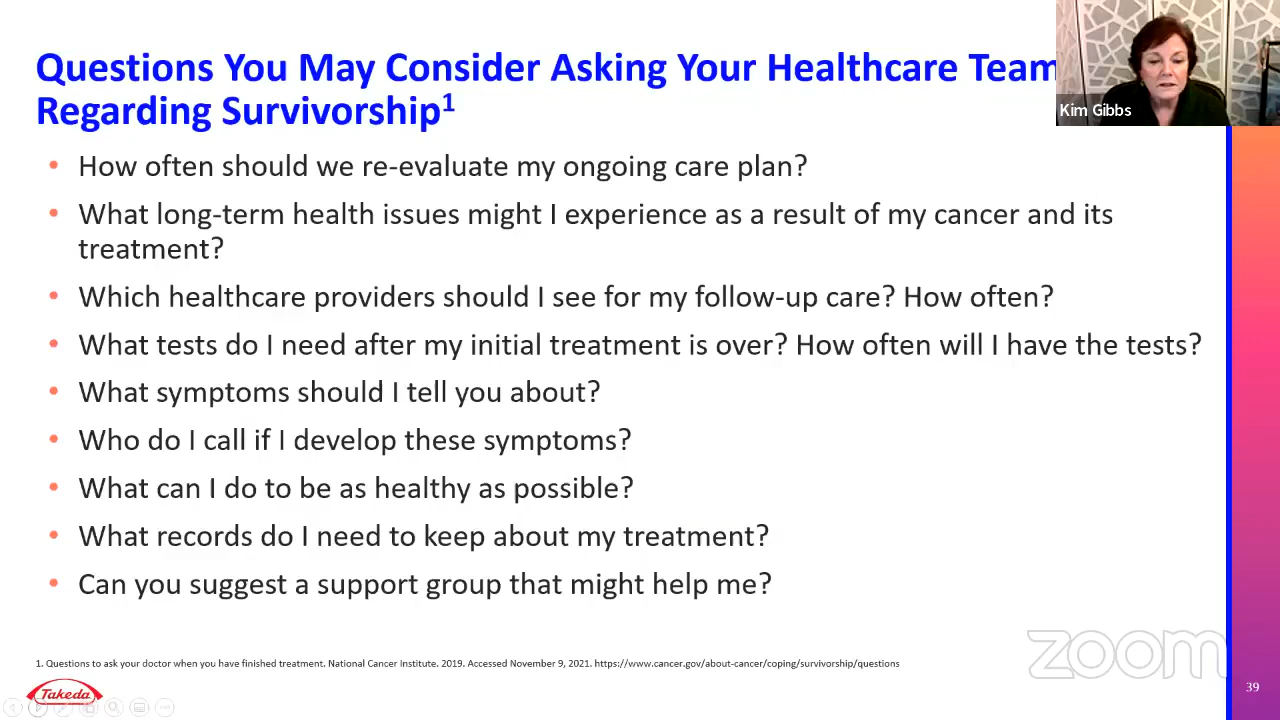 Questions You May Consider Asking Your Healthcare Team
Regarding Survivorship1
Kim Gibbs
• How often should we re-evaluate my ongoing care plan?
• What long-term health issues might I experience as a result of my cancer and its
treatment?
• Which healthcare providers should I see for my follow-up care? How often?
• What tests do I need after my initial treatment is over? How often will I have the tests?
• What symptoms should I tell you about?
• Who do I call if I develop these symptoms?
• What can I do to be as healthy as possible?
• What records do I need to keep about my treatment?
• Can you suggest a support group that might help me?
zoom
1. Questions to ask your doctor when you have finished treatment. National Cancer Institute. 2019. Accessed November 9, 2021. https://www.cancer.gov/about-cancer/coping/survivorship/questions
Takeda
39